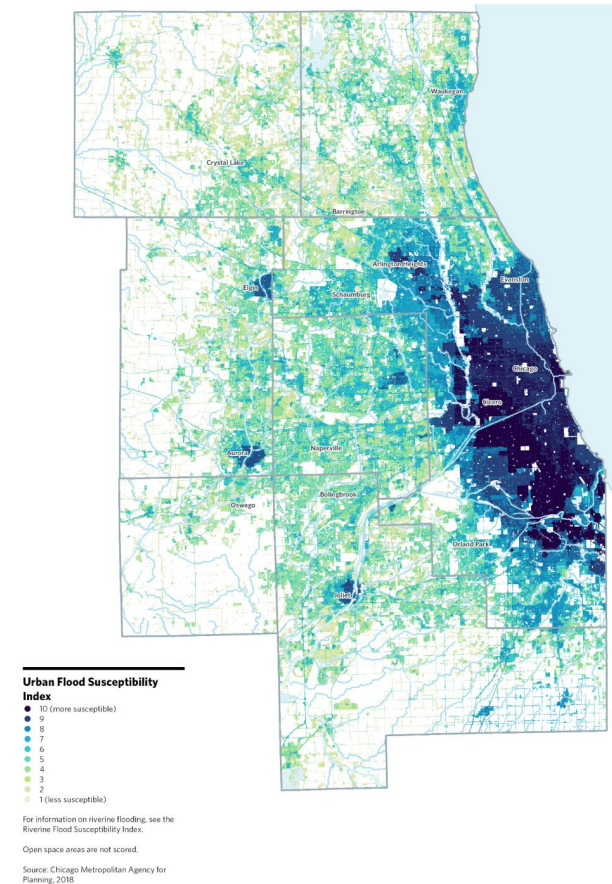 Waukegan
Crystal Lake
Barrington
Arlington Heights
Evanston
Elgin
Schaumburg
Chicago
Cicero
Aurora
Naperville
Bolingbrook
Oswego
Orland Park
Joliet
Urban Flood Susceptibility
Index
10 (more susceptible)
9
8
7
6
5
4
3
2
1 (less susceptible)
For information on riverine flooding, see the
Riverine Flood Susceptibility Index.
Open space areas are not scored.
Source: Chicago Metropolitan Agency for
Planning, 2018